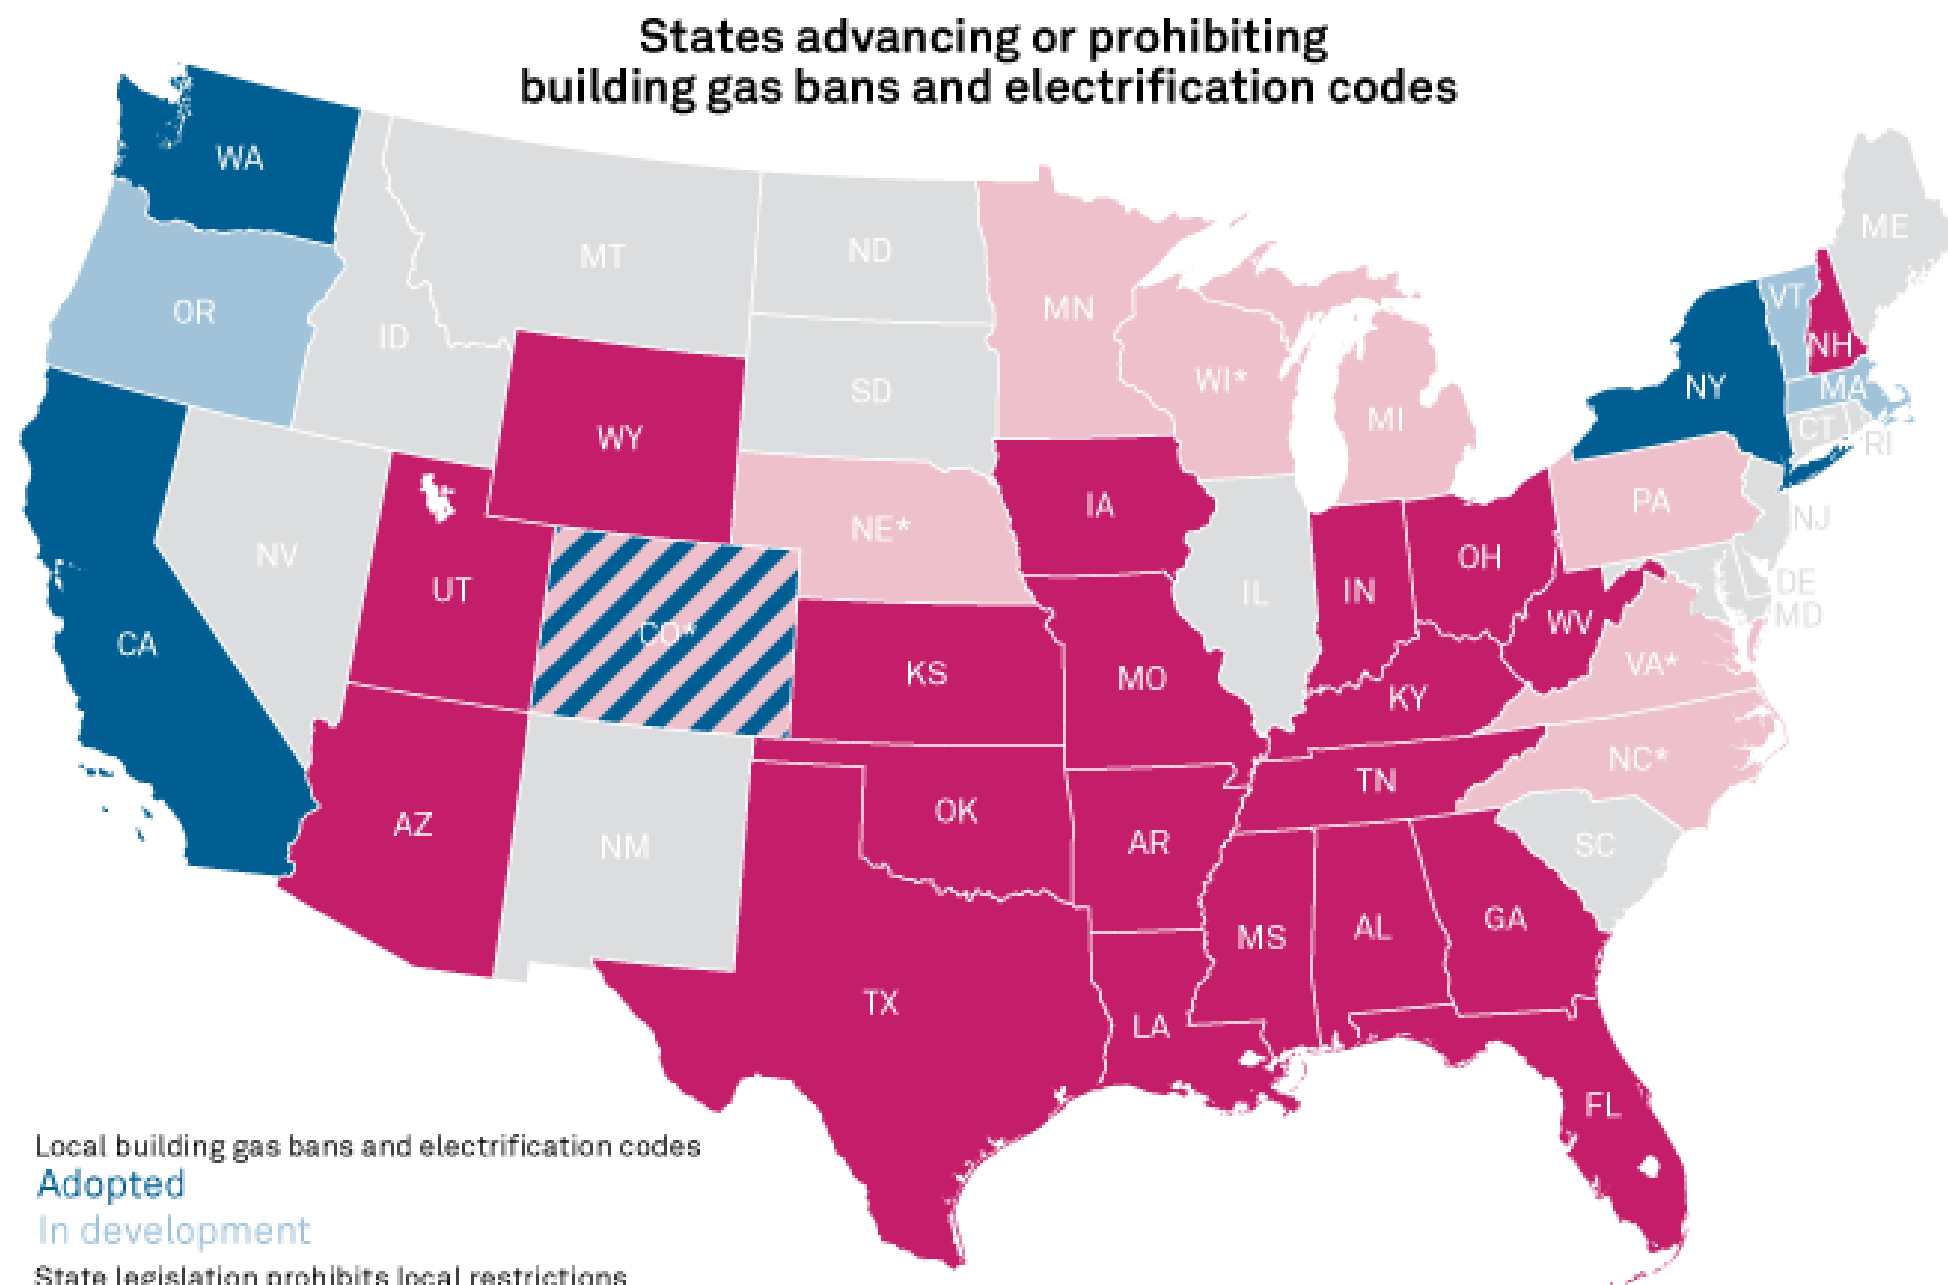 States advancing or prohibiting
building gas bans and electrification codes
WA
ME
MT
ND
OR
MN
VT
ID
NH
WI*
SD
NY
MA
MI
CT
RI
WY
IA
PA
NE*
NJ
NV
OH
UT
IN
DE
IL
MD
WV
CO*
CA
VA*
KS
MO
KY
NC*
TN
OK
AZ
AR
NM
SC
GA
AL
MS
TX
LA
FL
Local building gas bans and electrification codes
Adopted
In development
State legislation prohibits local restrictions